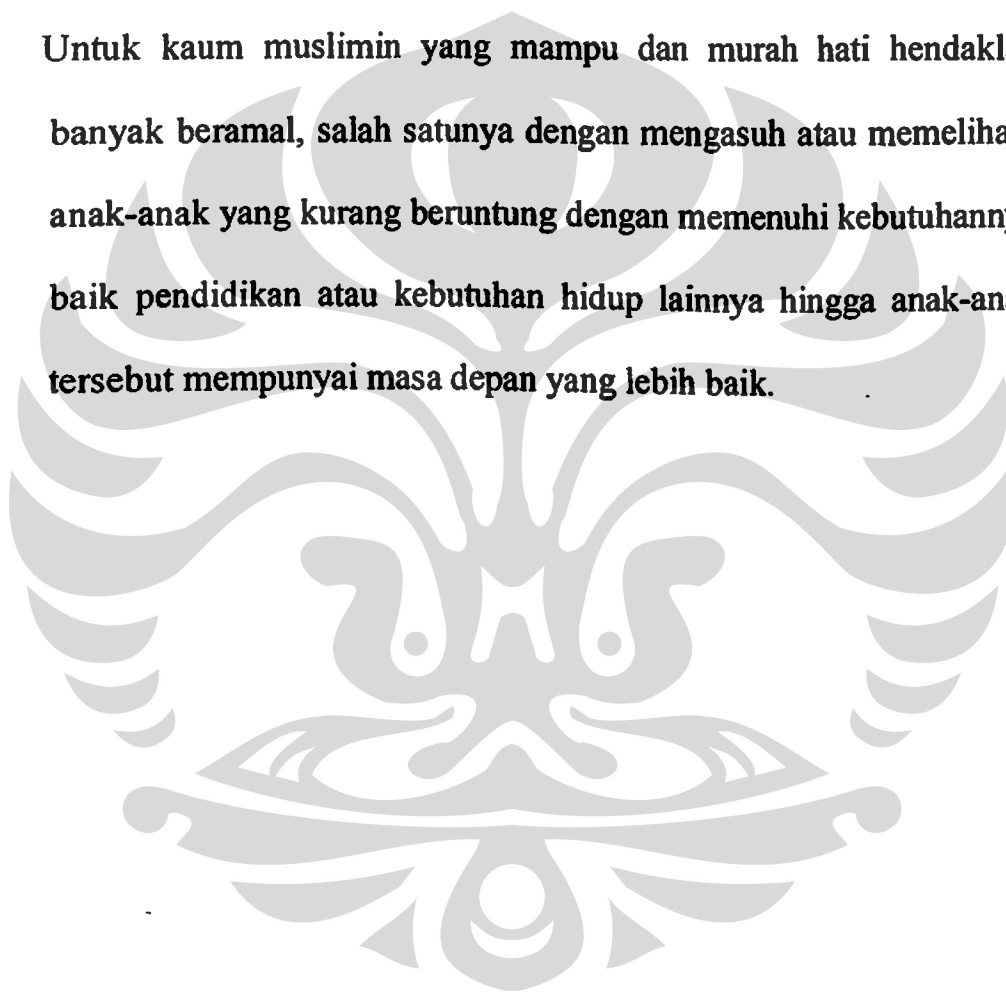 Untuk kaum muslimin yang mampu dan murah hati
banyak beramal, salah satunya dengan mengasuh atau
anak-anak yang kurang beruntung dengan memenuhi
baik pendidikan atau kebutuhan hidup lainnya hingga
tersebut mempunyai masa depan yang lebih baik.